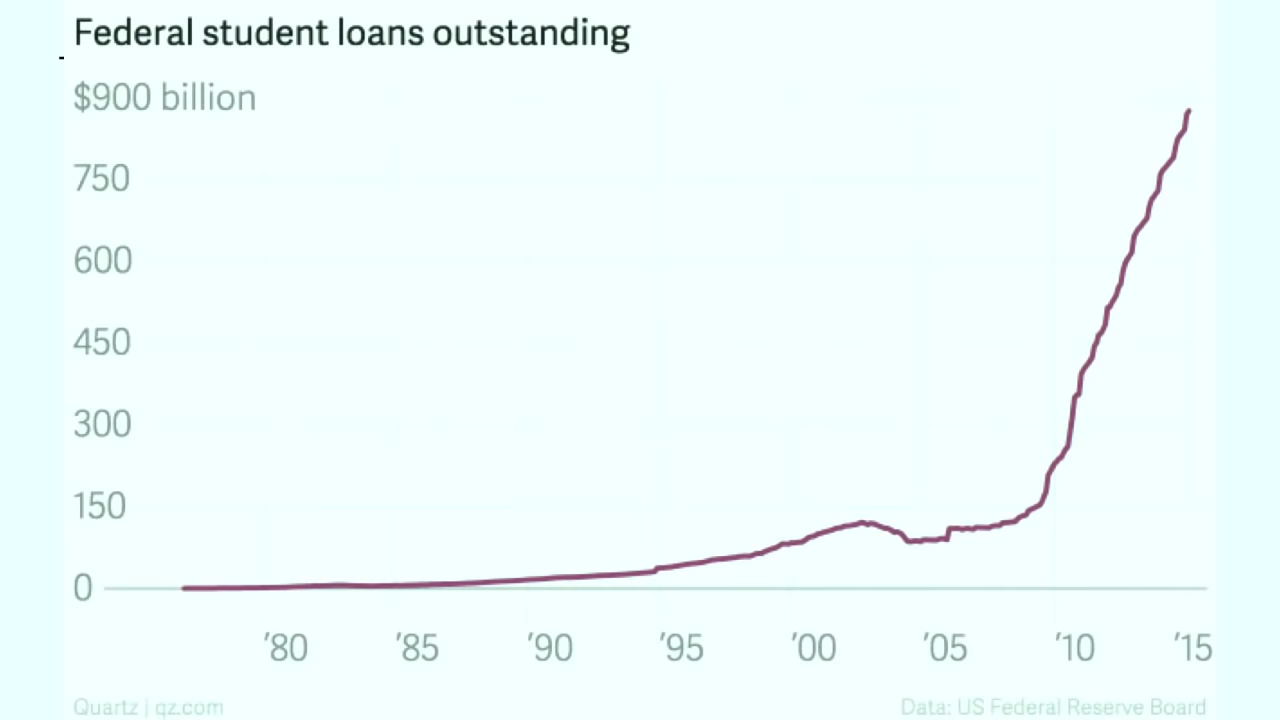 Federal student loans outstanding
$900 billion
750
600
450
300
150
0
’80 ’85 ’90 ’95 ’00 ’05 ’10 ’15
Quartz | qz.com Data: US Federal Reserve Board